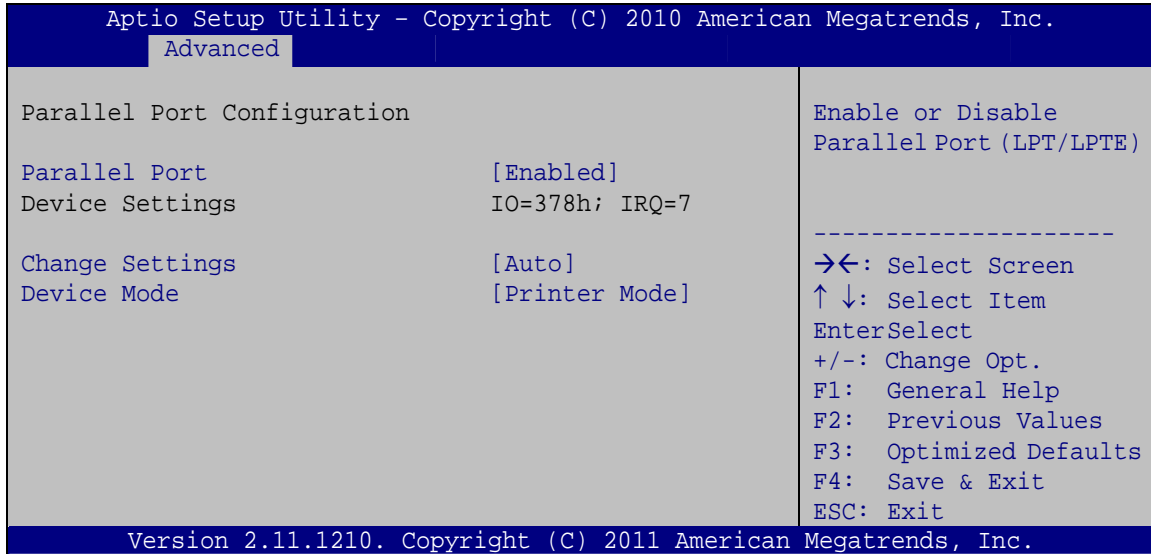 Aptio Setup Utility – Copyright (C) 2010 American Megatrends, Inc.
Advanced
Parallel Port Configuration
Parallel Port [Enabled]
Device Settings IO=378h; IRQ=7
Change Settings [Auto]
Device Mode [Printer Mode]
Enable or Disable
Parallel Port (LPT/LPTE)
---------------------
→←: Select Screen
↑ ↓: Select Item
EnterSelect
+/-: Change Opt.
F1: General Help
F2: Previous Values
F3: Optimized Defaults
F4: Save & Exit
ESC: Exit
Version 2.11.1210. Copyright (C) 2011 American Megatrends, Inc.